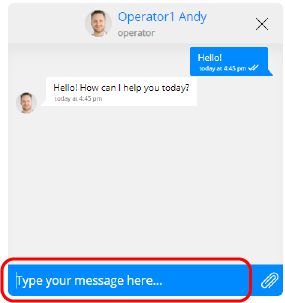 Operator1 Andy
operator
Hello!
today at 4:45 pm
Hello! How can I help you today?
today at 4:45 pm
Type your message here...